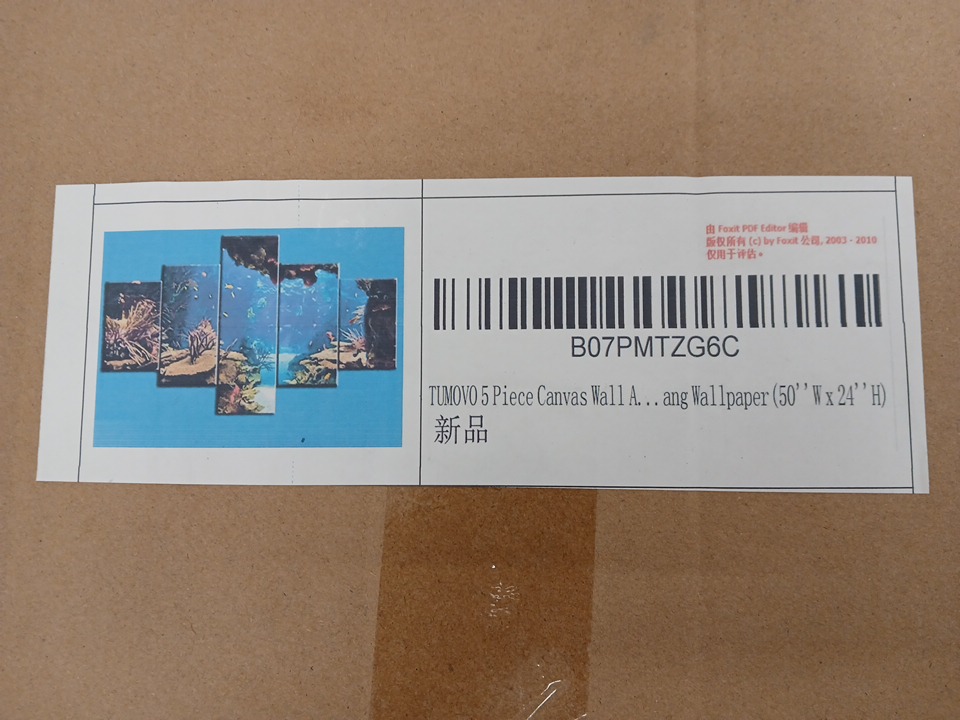 由 Foxit PDF Editor 编辑
版权所有 (c) by Foxit 公司, 2003 - 2010
仅用于评估。
B07PMTZG6C
TUMOVO 5 Piece Canvas Wall A...ang Wallpaper (50''W x 24''H)
新品